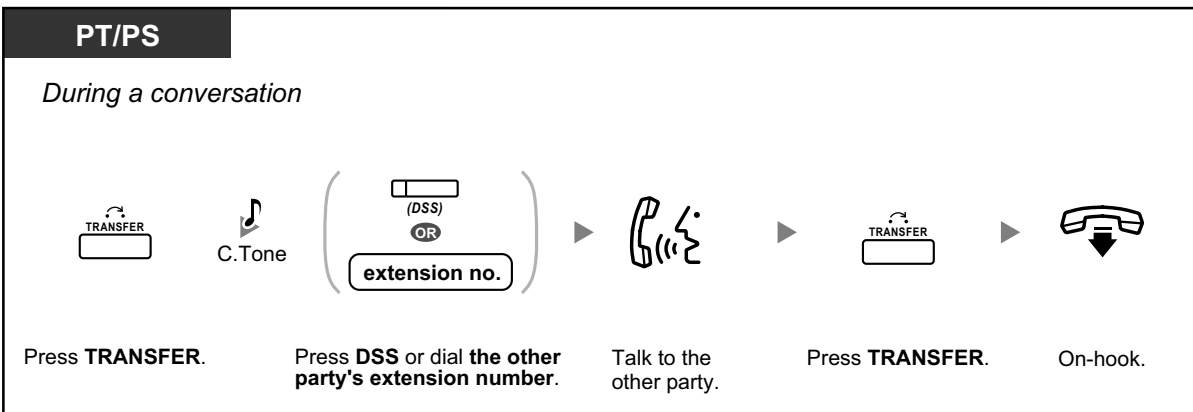 PT/PS
During a conversation
TRANSFER
C.Tone
(DSS)
OR
extension no.
TRANSFER
Press TRANSFER.
Press DSS or dial the other
party's extension number.
Talk to the
other party.
Press TRANSFER.
On-hook.